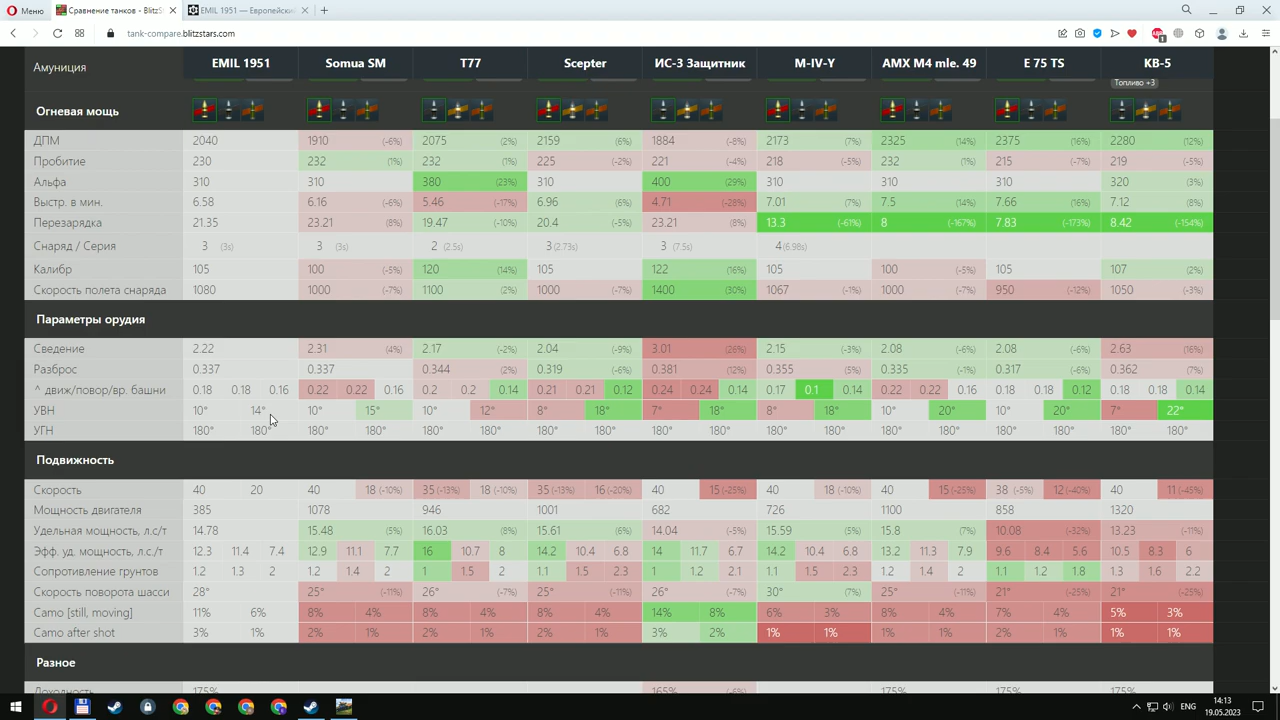 Меню
Сравнение танков - BlitzSt
EMIL 1951 — Европейски
tank-compare.blitzstars.com
Амуниция EMIL 1951 Somua SM T77 Scepter ИС-3 Защитник M-IV-Y AMX M4 mle. 49 E 75 TS КВ-5
Топливо +3
Огневая мощь
ДПМ 2040 1910 (-6%) 2075 (2%) 2159 (6%) 1884 (-8%) 2173 (7%) 2325 (14%) 2375 (16%) 2280 (12%)
Пробитие 230 232 (1%) 232 (1%) 225 (-2%) 221 (-4%) 218 (-5%) 232 (1%) 215 (-7%) 219 (-5%)
Альфа 310 310 380 (23%) 310 400 (29%) 310 310 310 320 (3%)
Выстр. в мин. 6.58 6.16 (-6%) 5.46 (-17%) 6.96 (6%) 4.71 (-28%) 7.01 (7%) 7.5 (14%) 7.66 (16%) 7.12 (8%)
Перезарядка 21.35 23.21 (8%) 19.47 (-10%) 20.4 (-5%) 23.21 (8%) 13.3 (-61%) 8 (-167%) 7.83 (-173%) 8.42 (-154%)
Снаряд / Серия 3 (3s) 3 (3s) 2 (2.5s) 3 (2.73s) 3 (7.5s) 4 (6.98s)
Калибр 105 100 (-5%) 120 (14%) 105 122 (16%) 105 100 (-5%) 105 107 (2%)
Скорость полета снаряда 1080 1000 (-7%) 1100 (2%) 1000 (-7%) 1400 (30%) 1067 (-1%) 1000 (-7%) 950 (-12%) 1050 (-3%)
Параметры орудия
Сведение 2.22 2.31 (4%) 2.17 (-2%) 2.04 (-9%) 3.01 (26%) 2.15 (-3%) 2.08 (-6%) 2.08 (-6%) 2.63 (16%)
Разброс 0.337 0.337 0.344 (2%) 0.319 (-6%) 0.381 (12%) 0.355 (5%) 0.335 (-1%) 0.317 (-6%) 0.362 (7%)
^ движ/повор/вр. башни 0.18 0.18 0.16 0.22 0.22 0.16 0.2 0.2 0.14 0.21 0.21 0.12 0.24 0.24 0.14 0.17 0.1 0.14 0.22 0.22 0.16 0.18 0.18 0.12 0.18 0.18 0.14
УВН 10° 14° 10° 15° 10° 12° 8° 18° 7° 18° 8° 18° 10° 20° 10° 20° 7° 22°
УГН 180° 180° 180° 180° 180° 180° 180° 180° 180° 180° 180° 180° 180° 180° 180° 180° 180° 180°
Подвижность
Скорость 40 20 40 18 (-10%) 35 (-13%) 18 (-10%) 35 (-13%) 16 (-20%) 40 15 (-25%) 40 18 (-10%) 40 15 (-25%) 38 (-5%) 12 (-40%) 40 11 (-45%)
Мощность двигателя 385 1078 946 1001 682 726 1100 858 1320
Удельная мощность, л.с/т 14.78 15.48 (5%) 16.03 (8%) 15.61 (6%) 14.04 (-5%) 15.59 (5%) 15.8 (7%) 10.08 (-32%) 13.23 (-11%)
Эфф. уд. мощность, л.с./т 12.3 11.4 7.4 12.9 11.1 7.7 16 10.7 8 14.2 10.4 6.8 14 11.7 6.7 14.2 10.4 6.8 13.2 11.3 7.9 9.6 8.4 5.6 10.5 8.3 6
Сопротивление грунтов 1.2 1.3 2 1.2 1.4 2 1 1.5 2 1.1 1.5 2.3 1 1.2 2.1 1.1 1.5 2.3 1.2 1.4 2 1.1 1.2 1.8 1.3 1.6 2.2
Скорость поворота шасси 28° 25° (-11%) 26° (-7%) 25° (-11%) 26° (-7%) 30° (7%) 25° (-11%) 21° (-25%) 21° (-25%)
Camo [still, moving] 11% 6% 8% 4% 8% 4% 8% 4% 14% 8% 6% 3% 8% 4% 7% 4% 5% 3%
Camo after shot 3% 1% 2% 1% 2% 1% 2% 1% 3% 2% 1% 1% 2% 1% 2% 1% 1% 1%
Разное
Доходность 175% 165% (-6%) 175% 175% 175%
ENG
14:13
19.05.2023